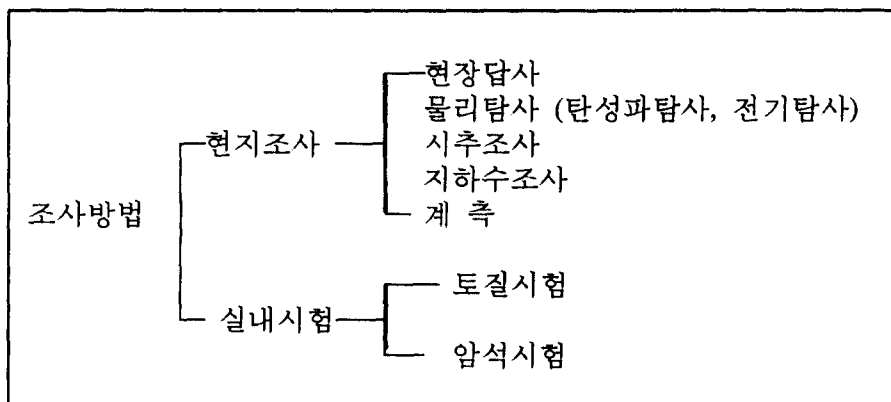 현장답사
물리탐사 (탄성파탐사, 전기탐사)
현지조사
시추조사
지하수조사
조사방법
계 측
토질시험
실내시험
암석시험